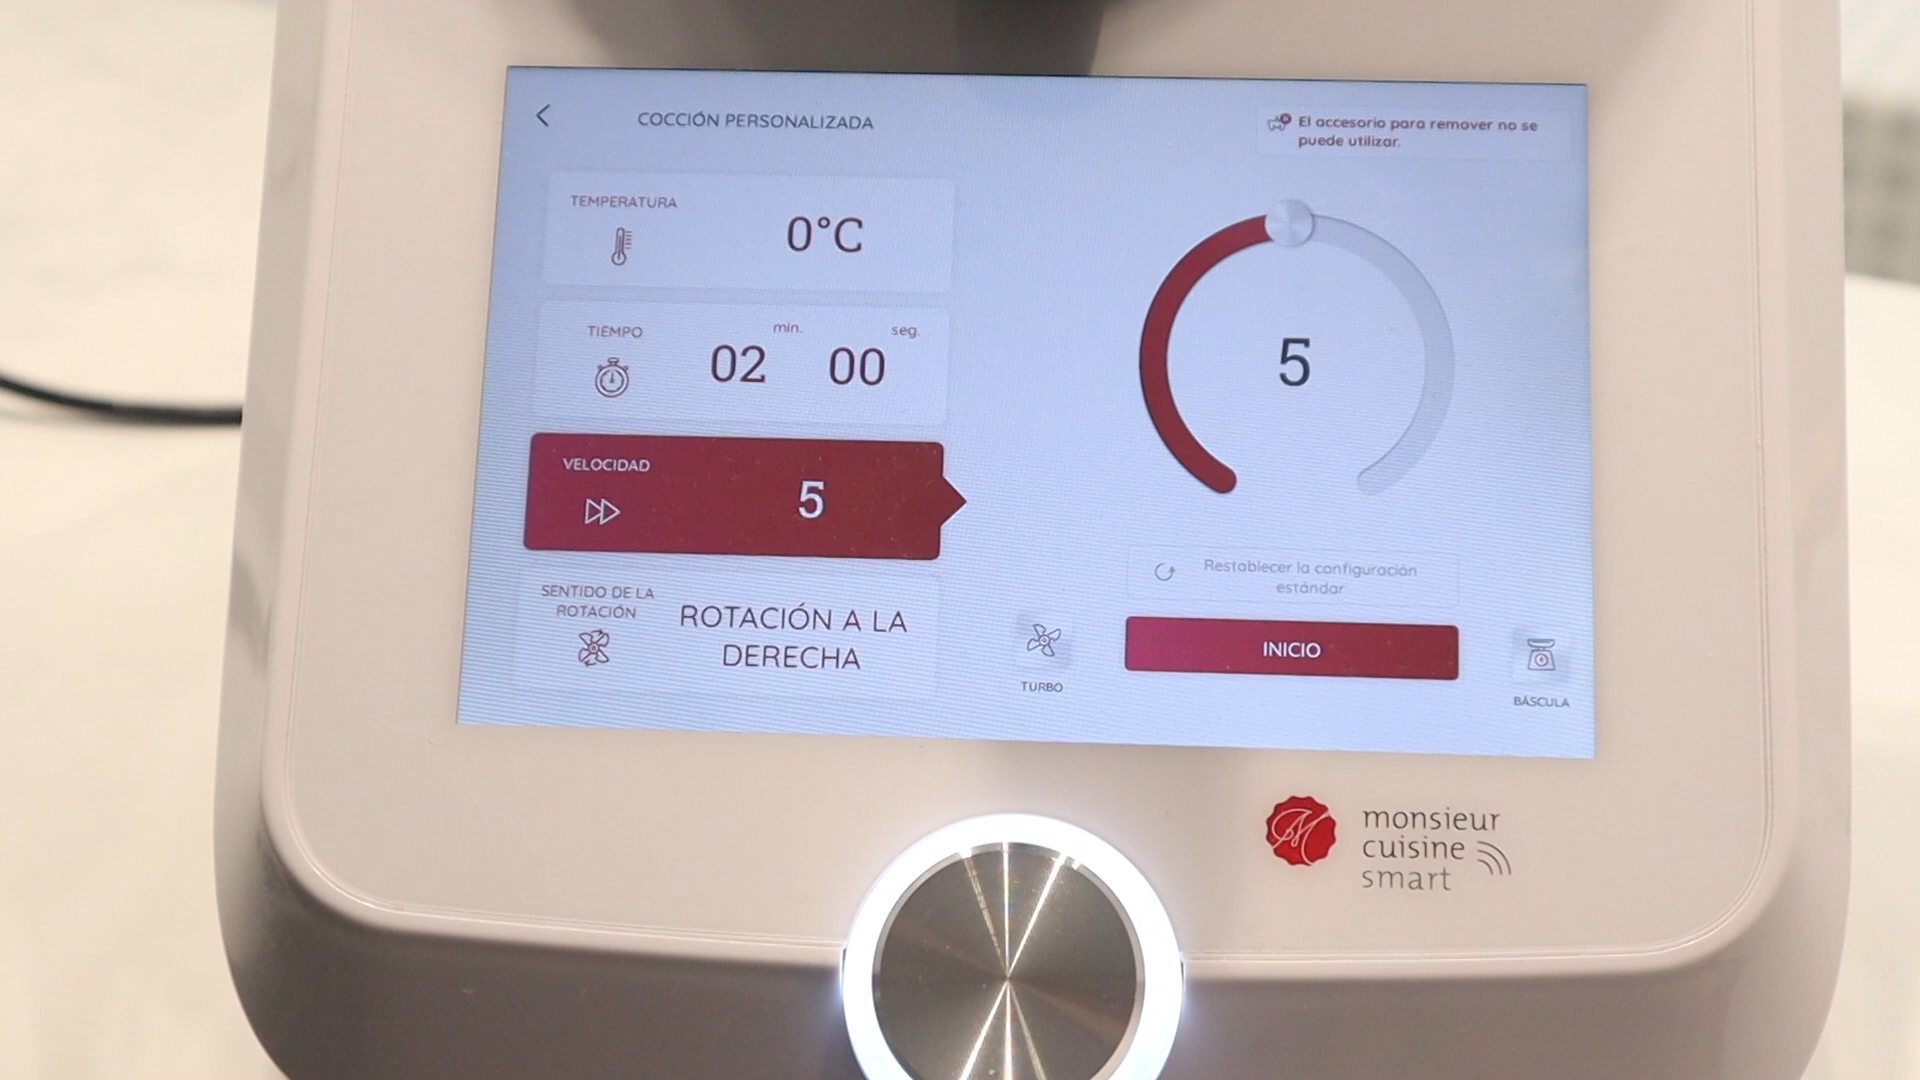 COCCIÓN PERSONALIZADA
El accesorio para remover no se
puede utilizar.
TEMPERATURA
0°C
TIEMPO
02 min. 00 seg.
VELOCIDAD
5
SENTIDO DE LA
ROTACIÓN
ROTACIÓN A LA
DERECHA
5
Restablecer la configuración
estándar
TURBO
INICIO
BÁSCULA
monsieur
cuisine
smart